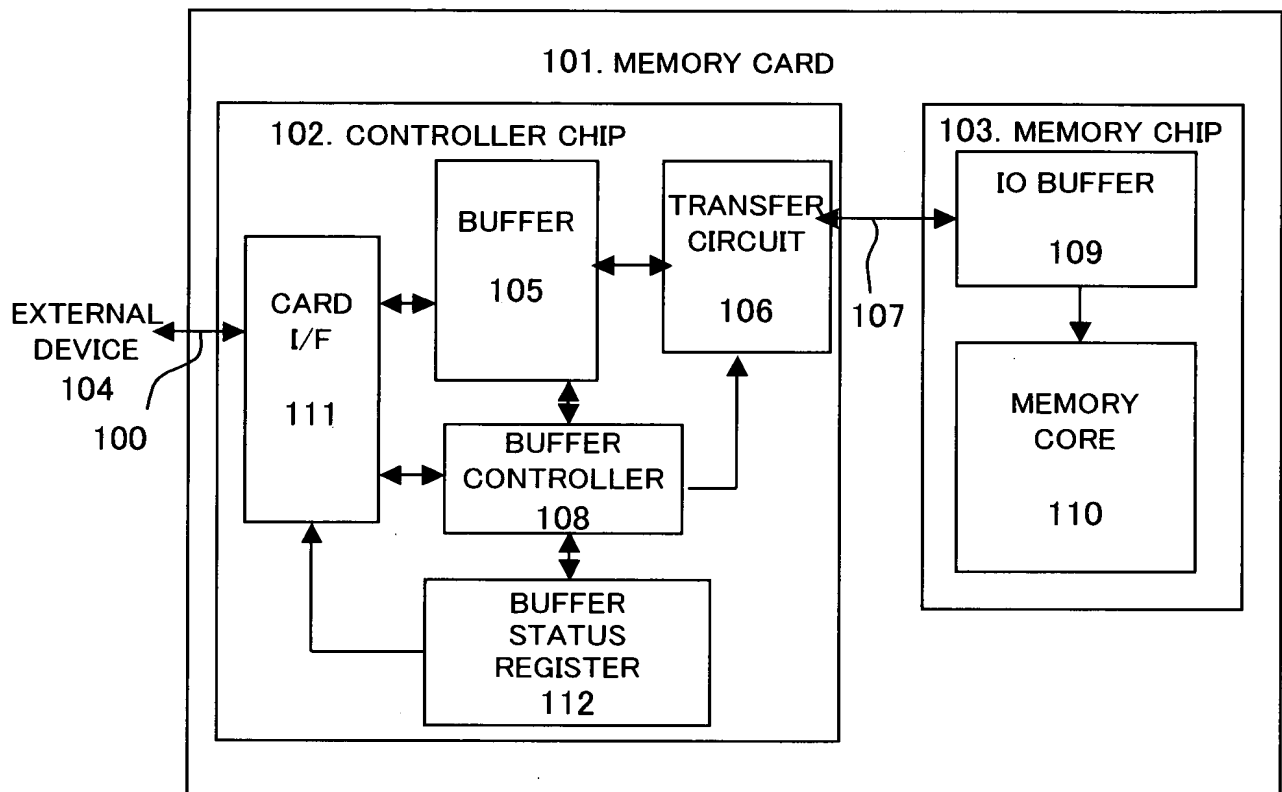 101. MEMORY CARD
102. CONTROLLER CHIP
103. MEMORY CHIP
BUFFER
105
TRANSFER
CIRCUIT
106
IO BUFFER
109
107
EXTERNAL
DEVICE
104
100
CARD
I/F
111
BUFFER
CONTROLLER
108
MEMORY
CORE
110
BUFFER
STATUS
REGISTER
112